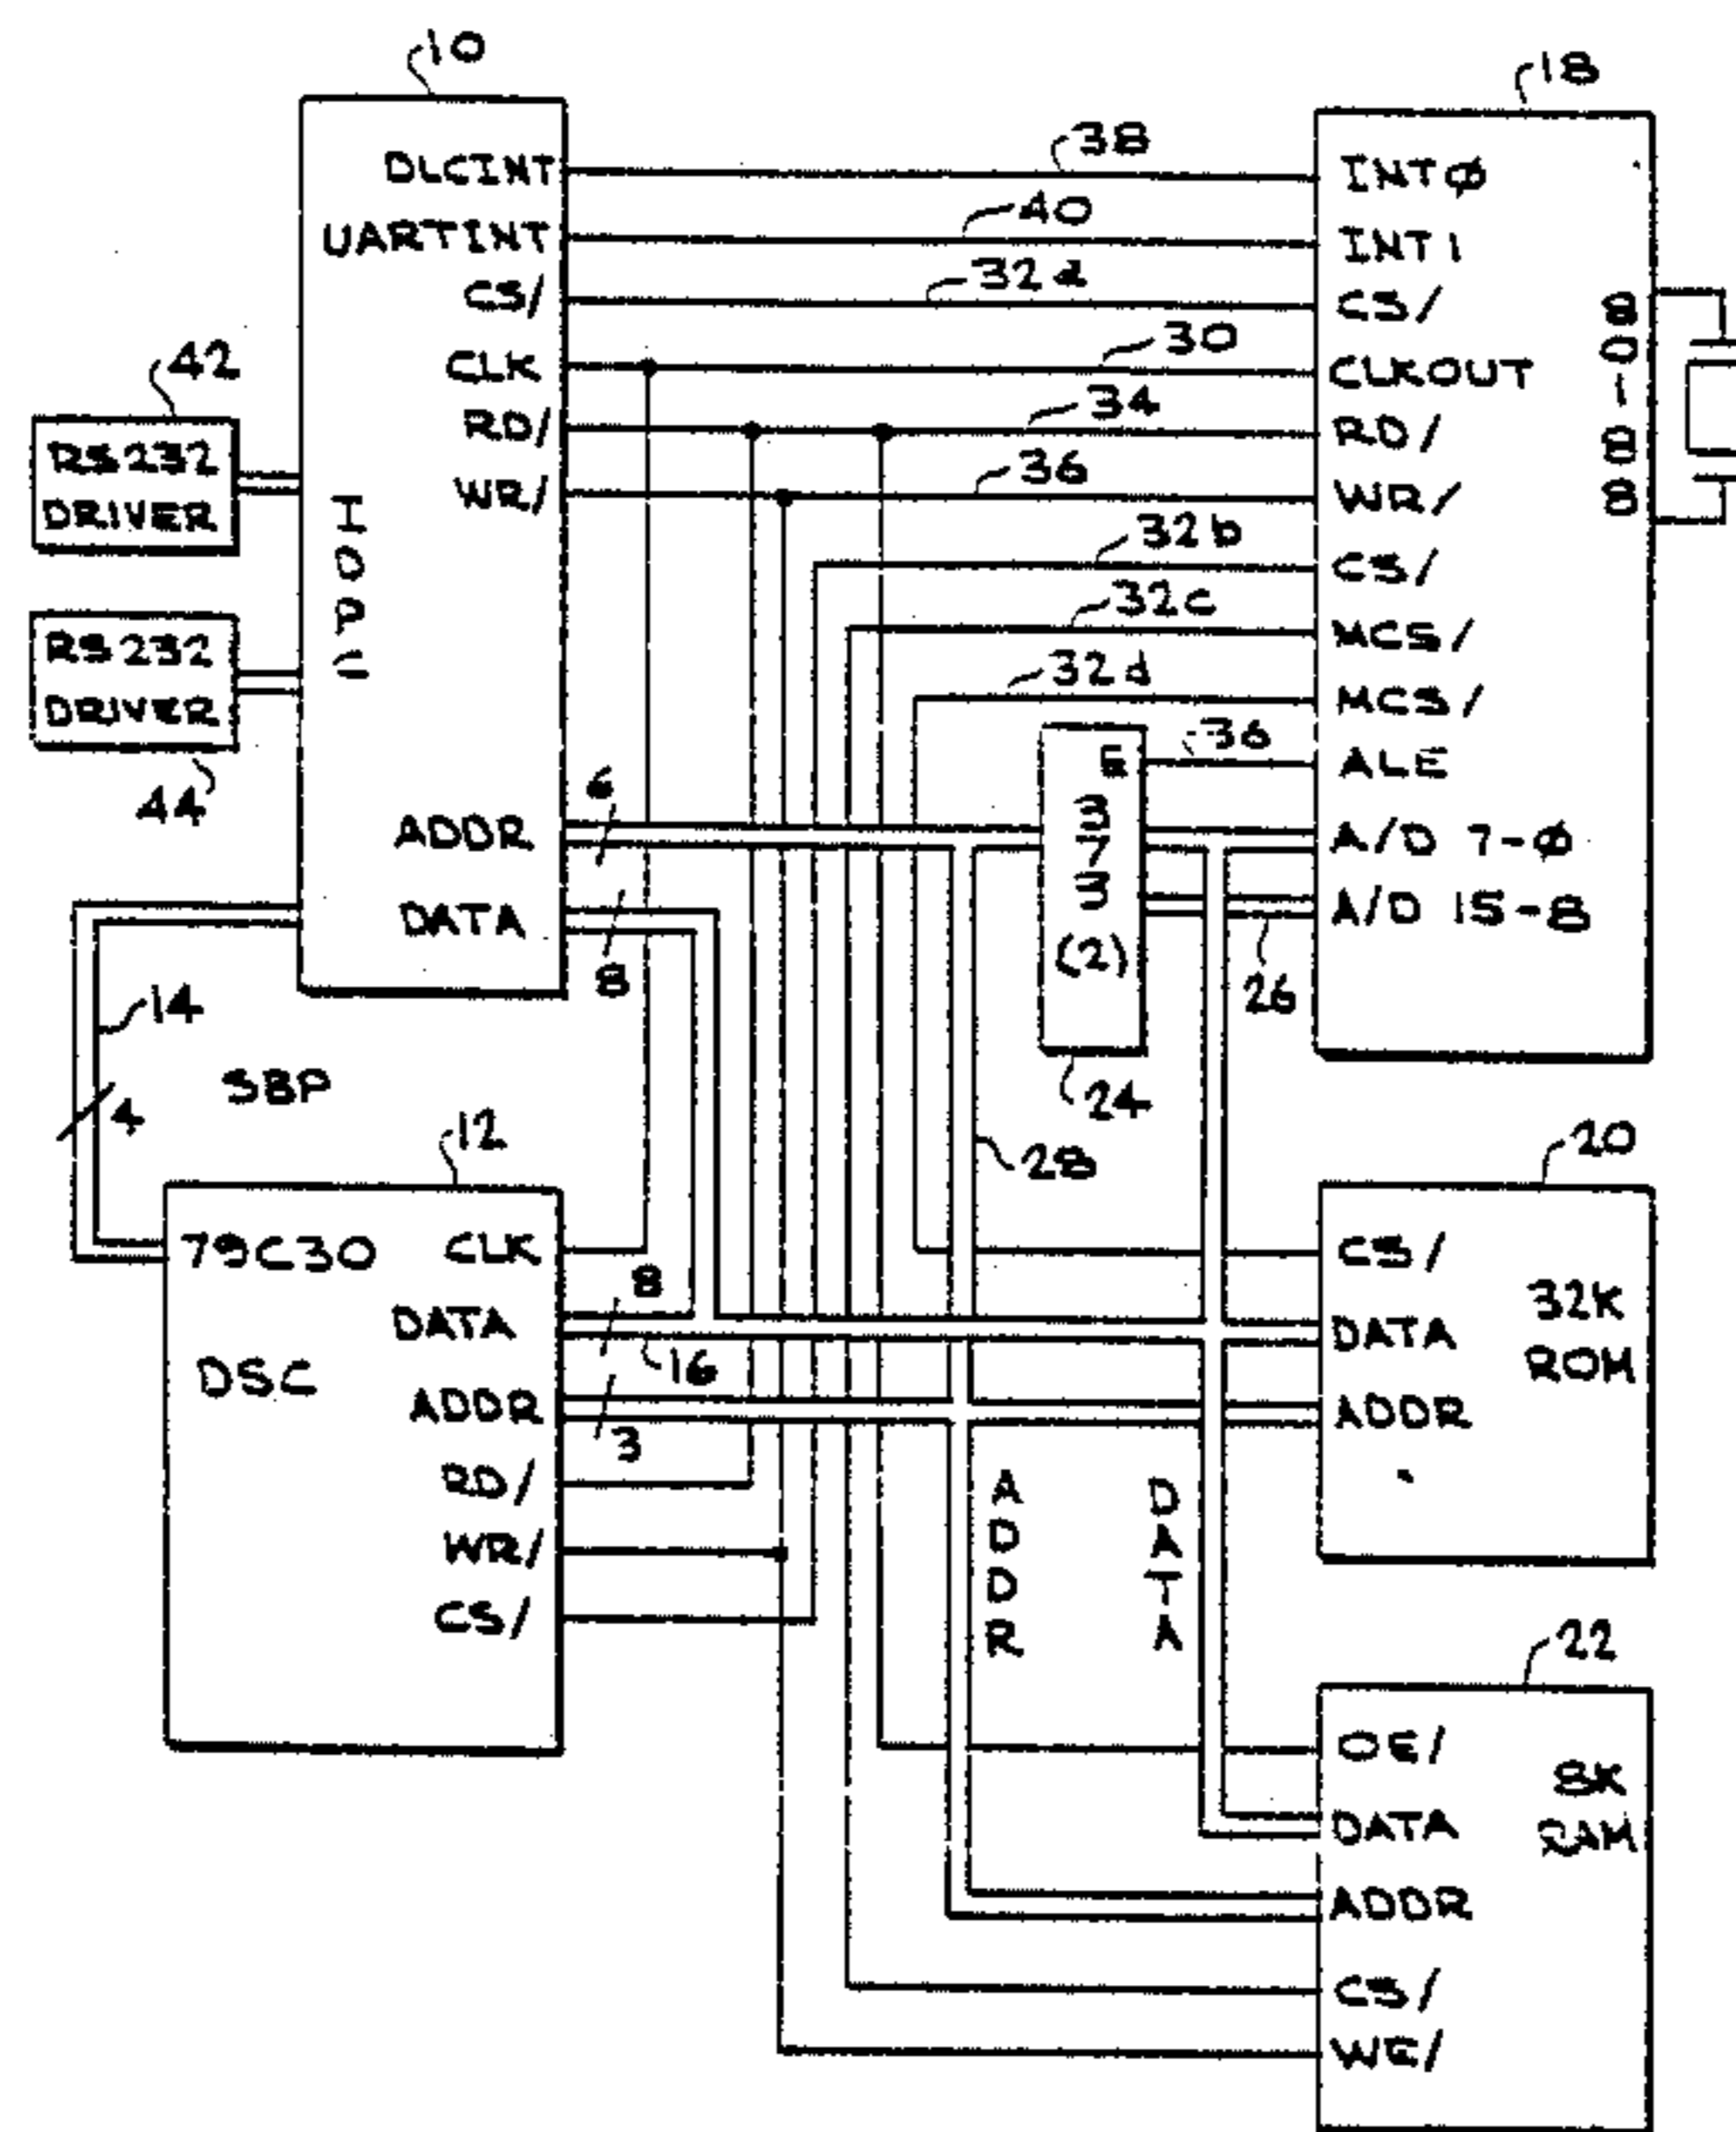 10
DLCINT
UARTINT
CS/
CLK
RD/
WR/
IOPC
ADDR
DATA
38
40
32a
30
34
36
32b
32c
32d
36
6
8
18
INTØ
INT1
CS/
CLKOUT
RD/
WR/
CS/
MCS/
MCS/
ALE
A/D 7-Ø
A/D 15-8
80188
42
RS232
DRIVER
RS232
DRIVER
44
E
373
(2)
24
26
28
14
4
SBP
12
79C30
DSC
CLK
DATA
ADDR
RD/
WR/
CS/
8
16
3
ADDR
DATA
20
CS/
32K
DATA
ROM
ADDR
22
OE/
8K
DATA
RAM
ADDR
CS/
WE/